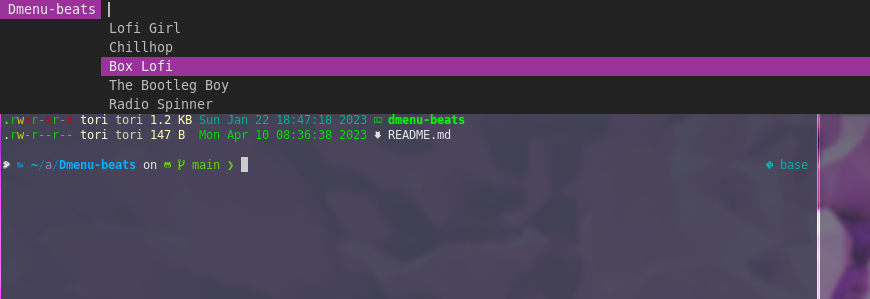 Dmenu-beats
Lofi Girl
Chillhop
Box Lofi
The Bootleg Boy
Radio Spinner
.rwxr-xr-x tori tori 1.2 KB Sun Jan 22 18:47:18 2023 dmenu-beats
.rw-r--r-- tori tori 147 B Mon Apr 10 08:36:38 2023 README.md
~/a/Dmenu-beats on main ❯ base